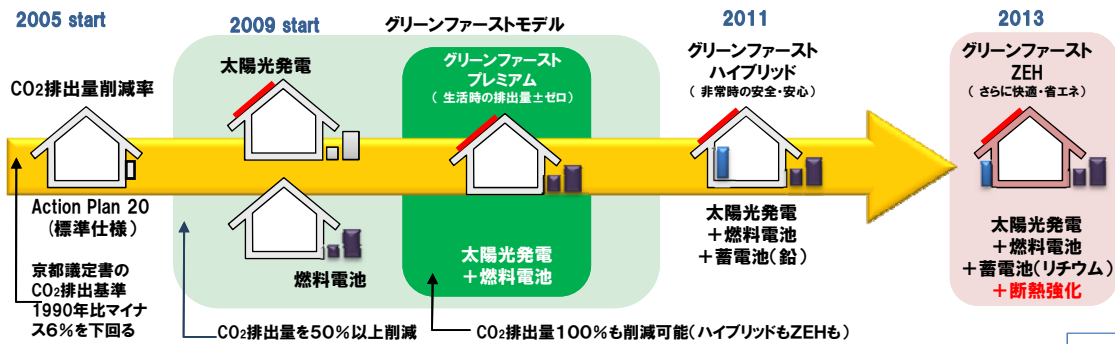 2005 start
CO2排出量削減率
Action Plan 20
(標準仕様)
京都議定書の
CO2排出基準
1990年比マイナ
ス6%を下回る
2009 start
グリーンファーストモデル
太陽光発電
燃料電池
CO2排出量を50%以上削減
グリーンファースト
プレミアム
( 生活時の排出量±ゼロ)
太陽光発電
+燃料電池
CO2排出量100%も削減可能(ハイブリッドもZEHも)
2011
グリーンファースト
ハイブリッド
( 非常時の安全・安心)
太陽光発電
+燃料電池
+蓄電池(鉛)
2013
グリーンファースト
ZEH
( さらに快適・省エネ)
太陽光発電
+燃料電池
+蓄電池(リチウム)
+断熱強化